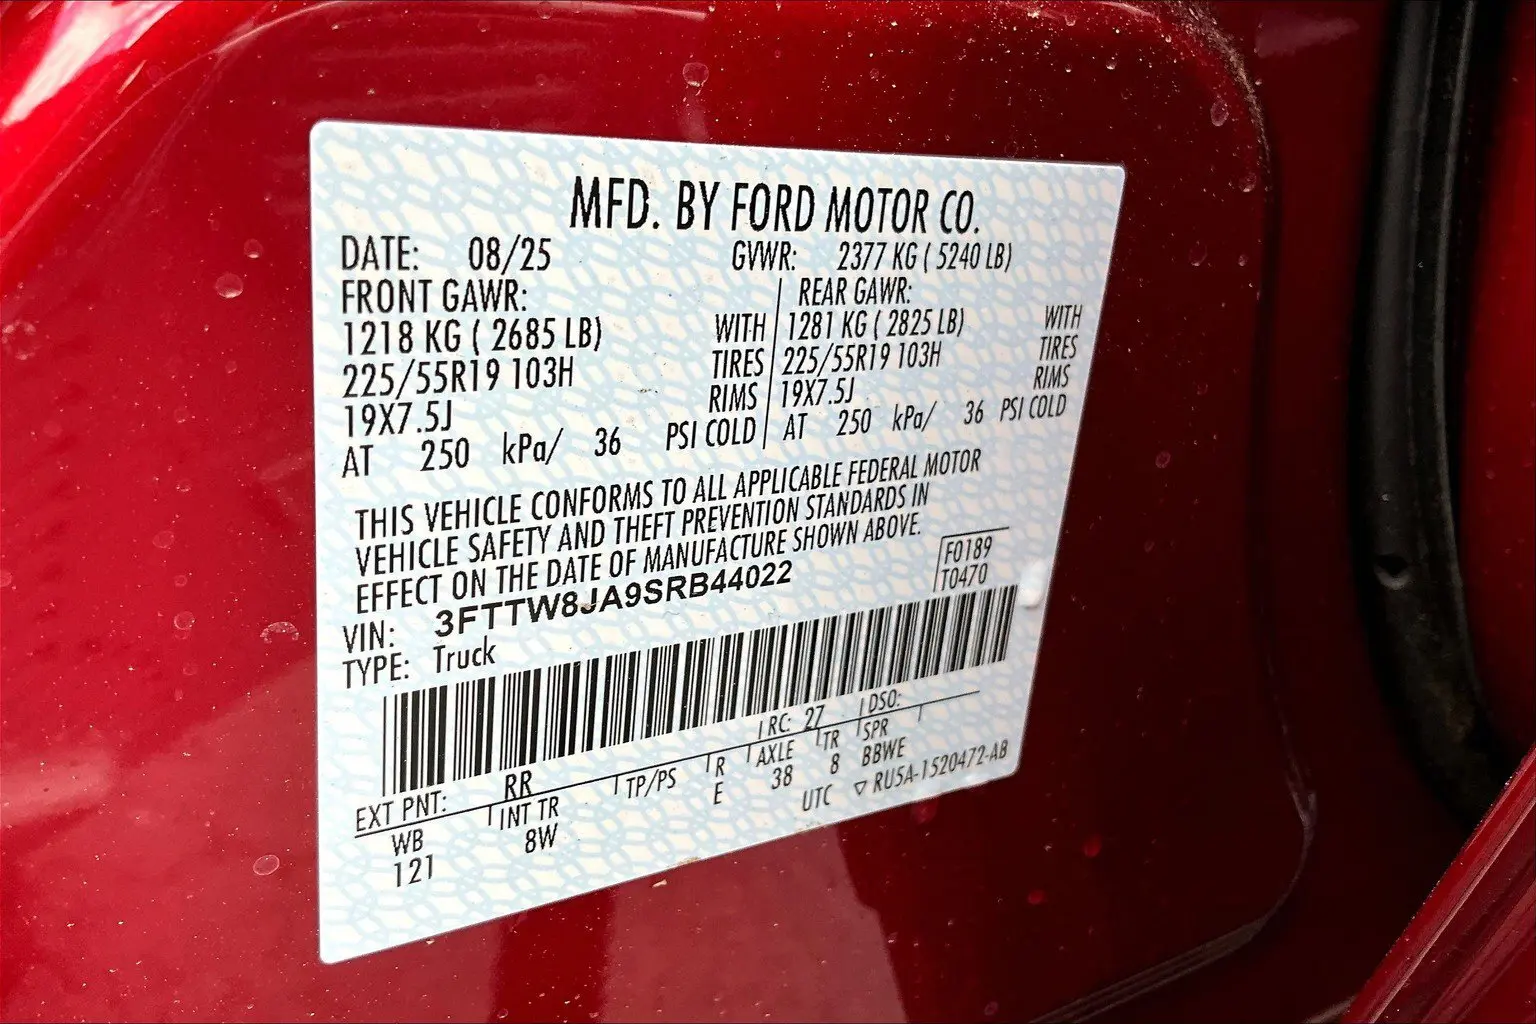 MFD. BY FORD MOTOR CO.
DATE: 08/25 GVWR: 2377 KG ( 5240 LB)
FRONT GAWR: REAR GAWR:
1218 KG ( 2685 LB) WITH 1281 KG ( 2825 LB) WITH
225/55R19 103H TIRES 225/55R19 103H TIRES
19X7.5J RIMS 19X7.5J RIMS
AT 250 kPa/ 36 PSI COLD AT 250 kPa/ 36 PSI COLD
THIS VEHICLE CONFORMS TO ALL APPLICABLE FEDERAL MOTOR
VEHICLE SAFETY AND THEFT PREVENTION STANDARDS IN
EFFECT ON THE DATE OF MANUFACTURE SHOWN ABOVE.
F0189
VIN: 3FTTW8JA9SRB44022 T0470
TYPE: Truck
EXT PNT: RR RC: 27 DSO:
WB INT TR TP/PS R AXLE TR SPR
121 8W E 38 8 BBWE
UTC ▽ RU5A-1520472-AB